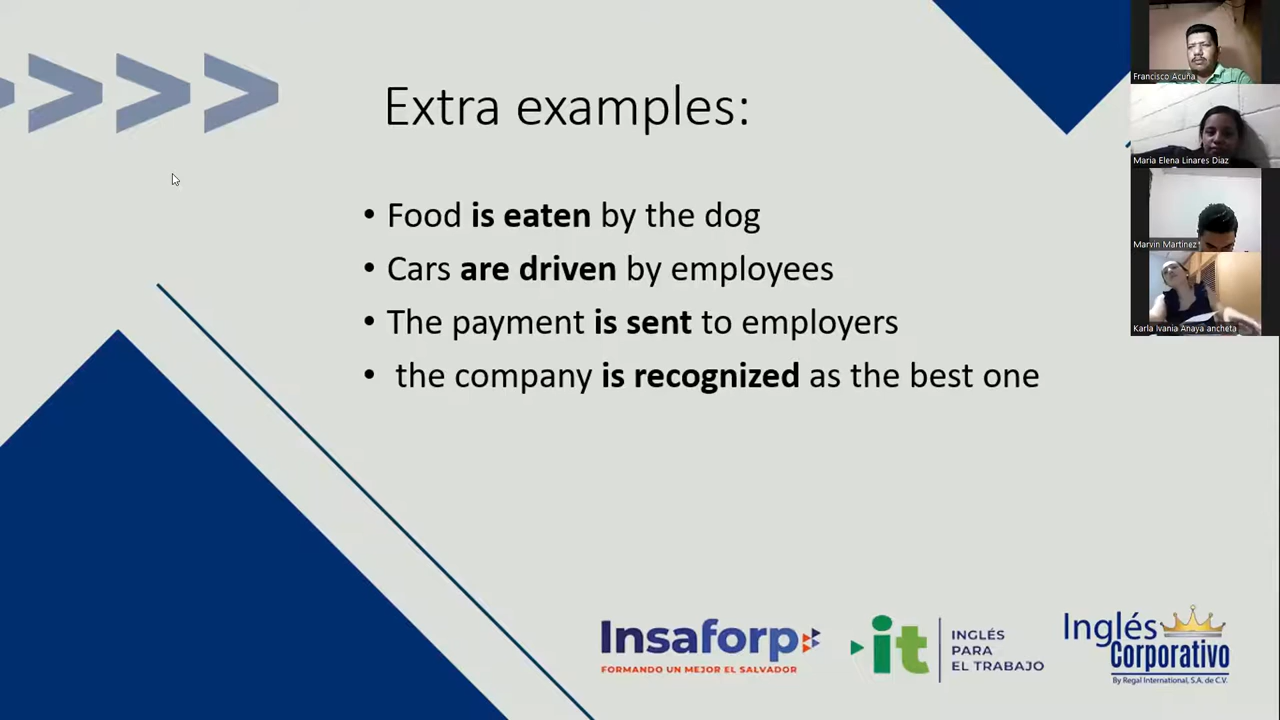 Extra examples:
• Food is eaten by the dog
• Cars are driven by employees
• The payment is sent to employers
• the company is recognized as the best one
Francisco Acuña
Maria Elena Linares Diaz
Marvin Martinez
Karla Ivania Anaya ancheta
Insaforp
FORMANDO UN MEJOR EL SALVADOR
it
INGLÉS
PARA
EL TRABAJO
Inglés
Corporativo
By Regal International, S.A. de C.V.